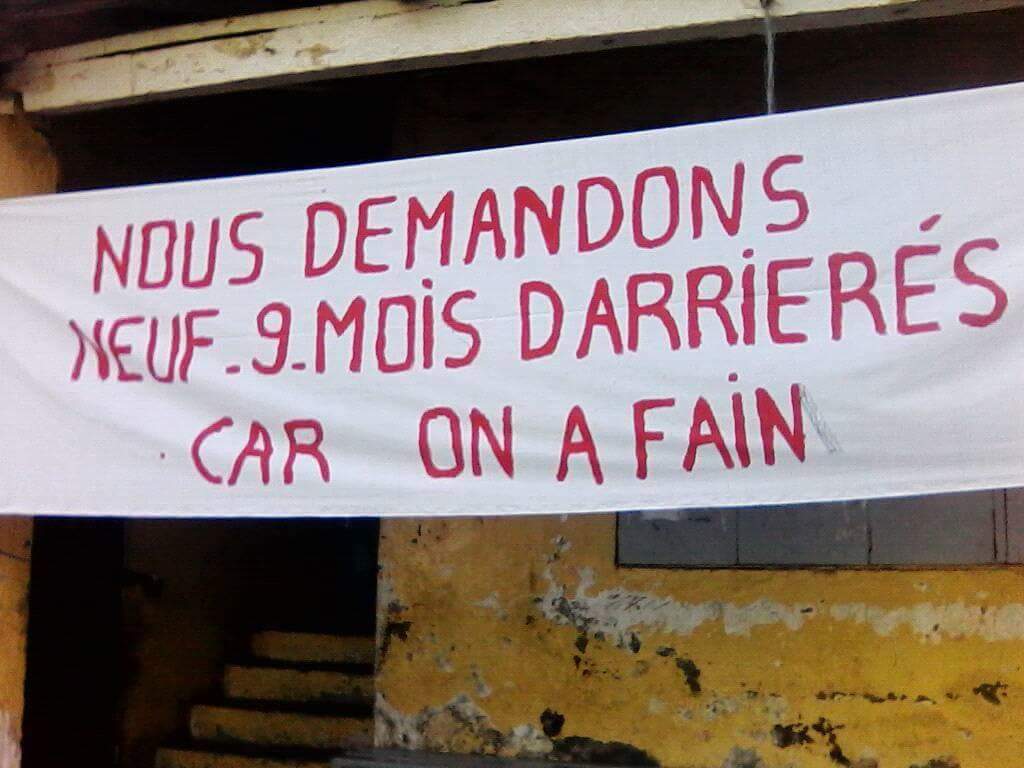 NOUS DEMANDONS
NEUF_9_MOiS DARRiERÉS
CAR ON A FAiN